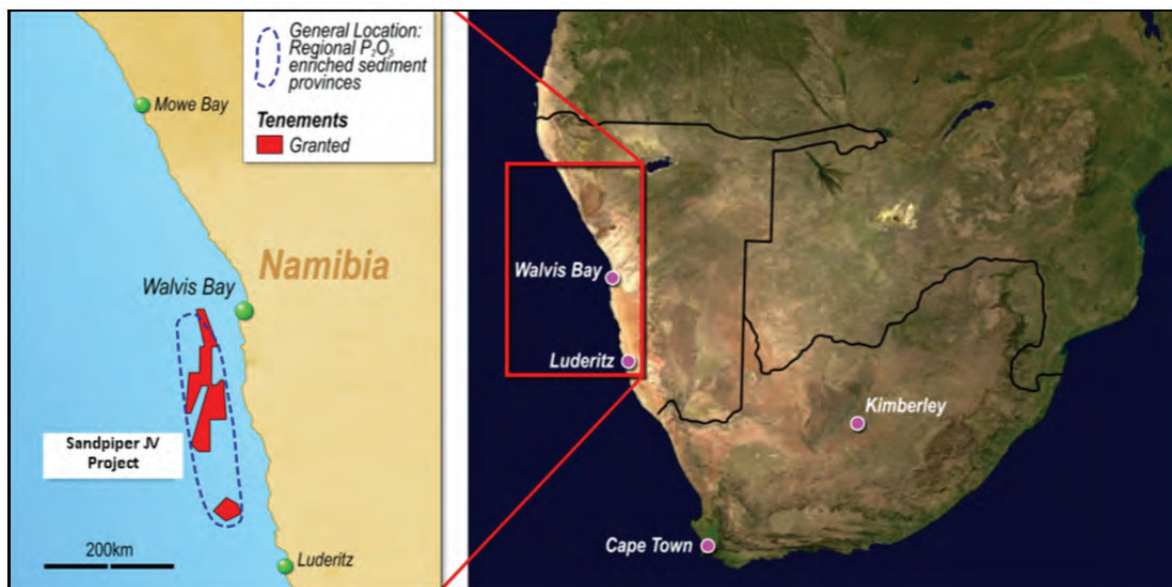 General Location:
Regional P₂O₅
enriched sediment
provinces
Tenements
Granted
Mowe Bay
Namibia
Walvis Bay
Sandpiper JV
Project
200km
Luderitz
Walvis Bay
Luderitz
Kimberley
Cape Town